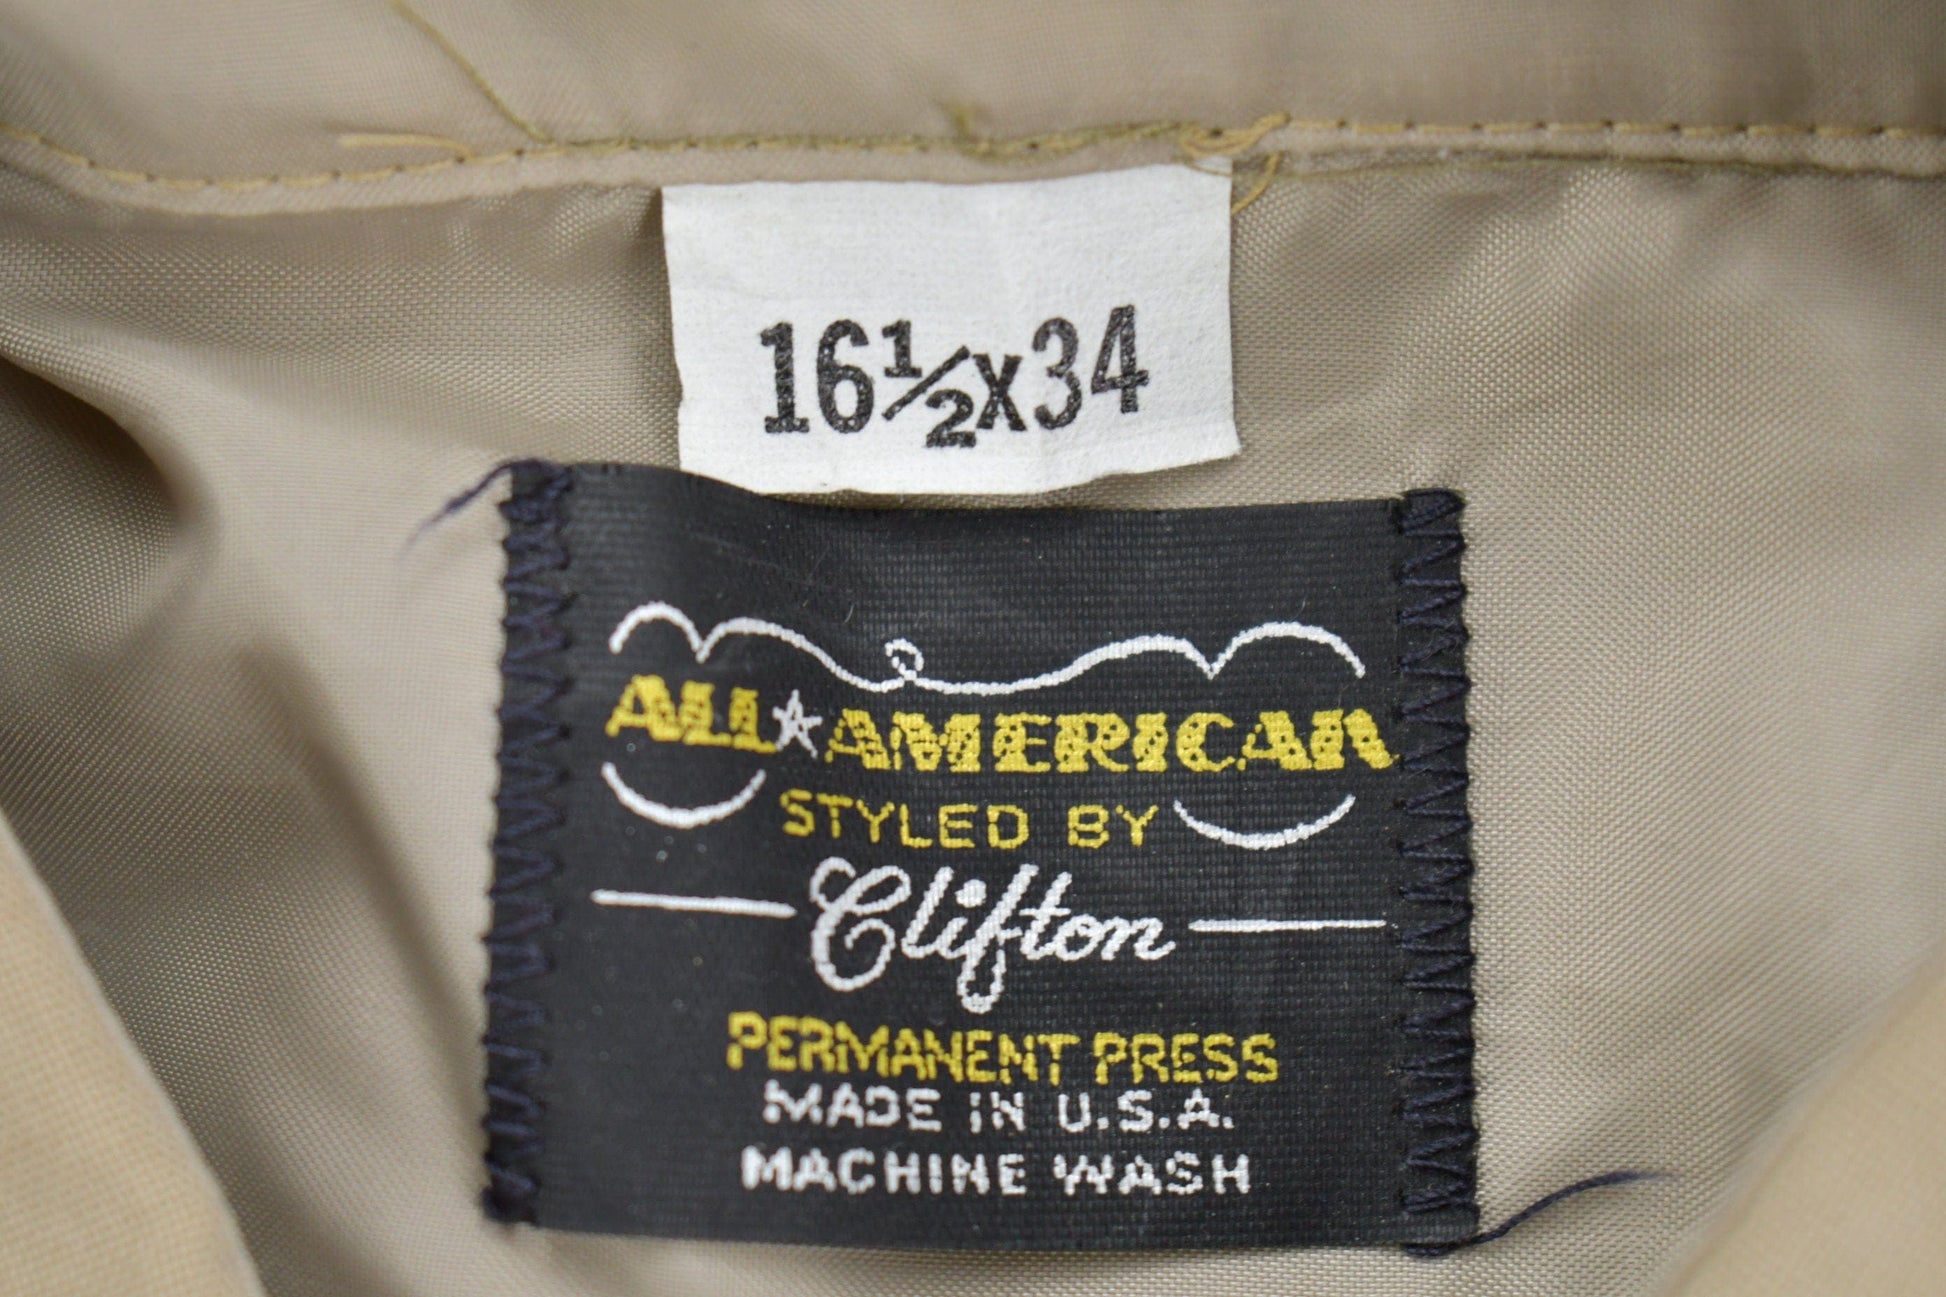 16½x34
ALL★AMERICAN
STYLED BY
Clifton
PERMANENT PRESS
MADE IN U.S.A.
MACHINE WASH